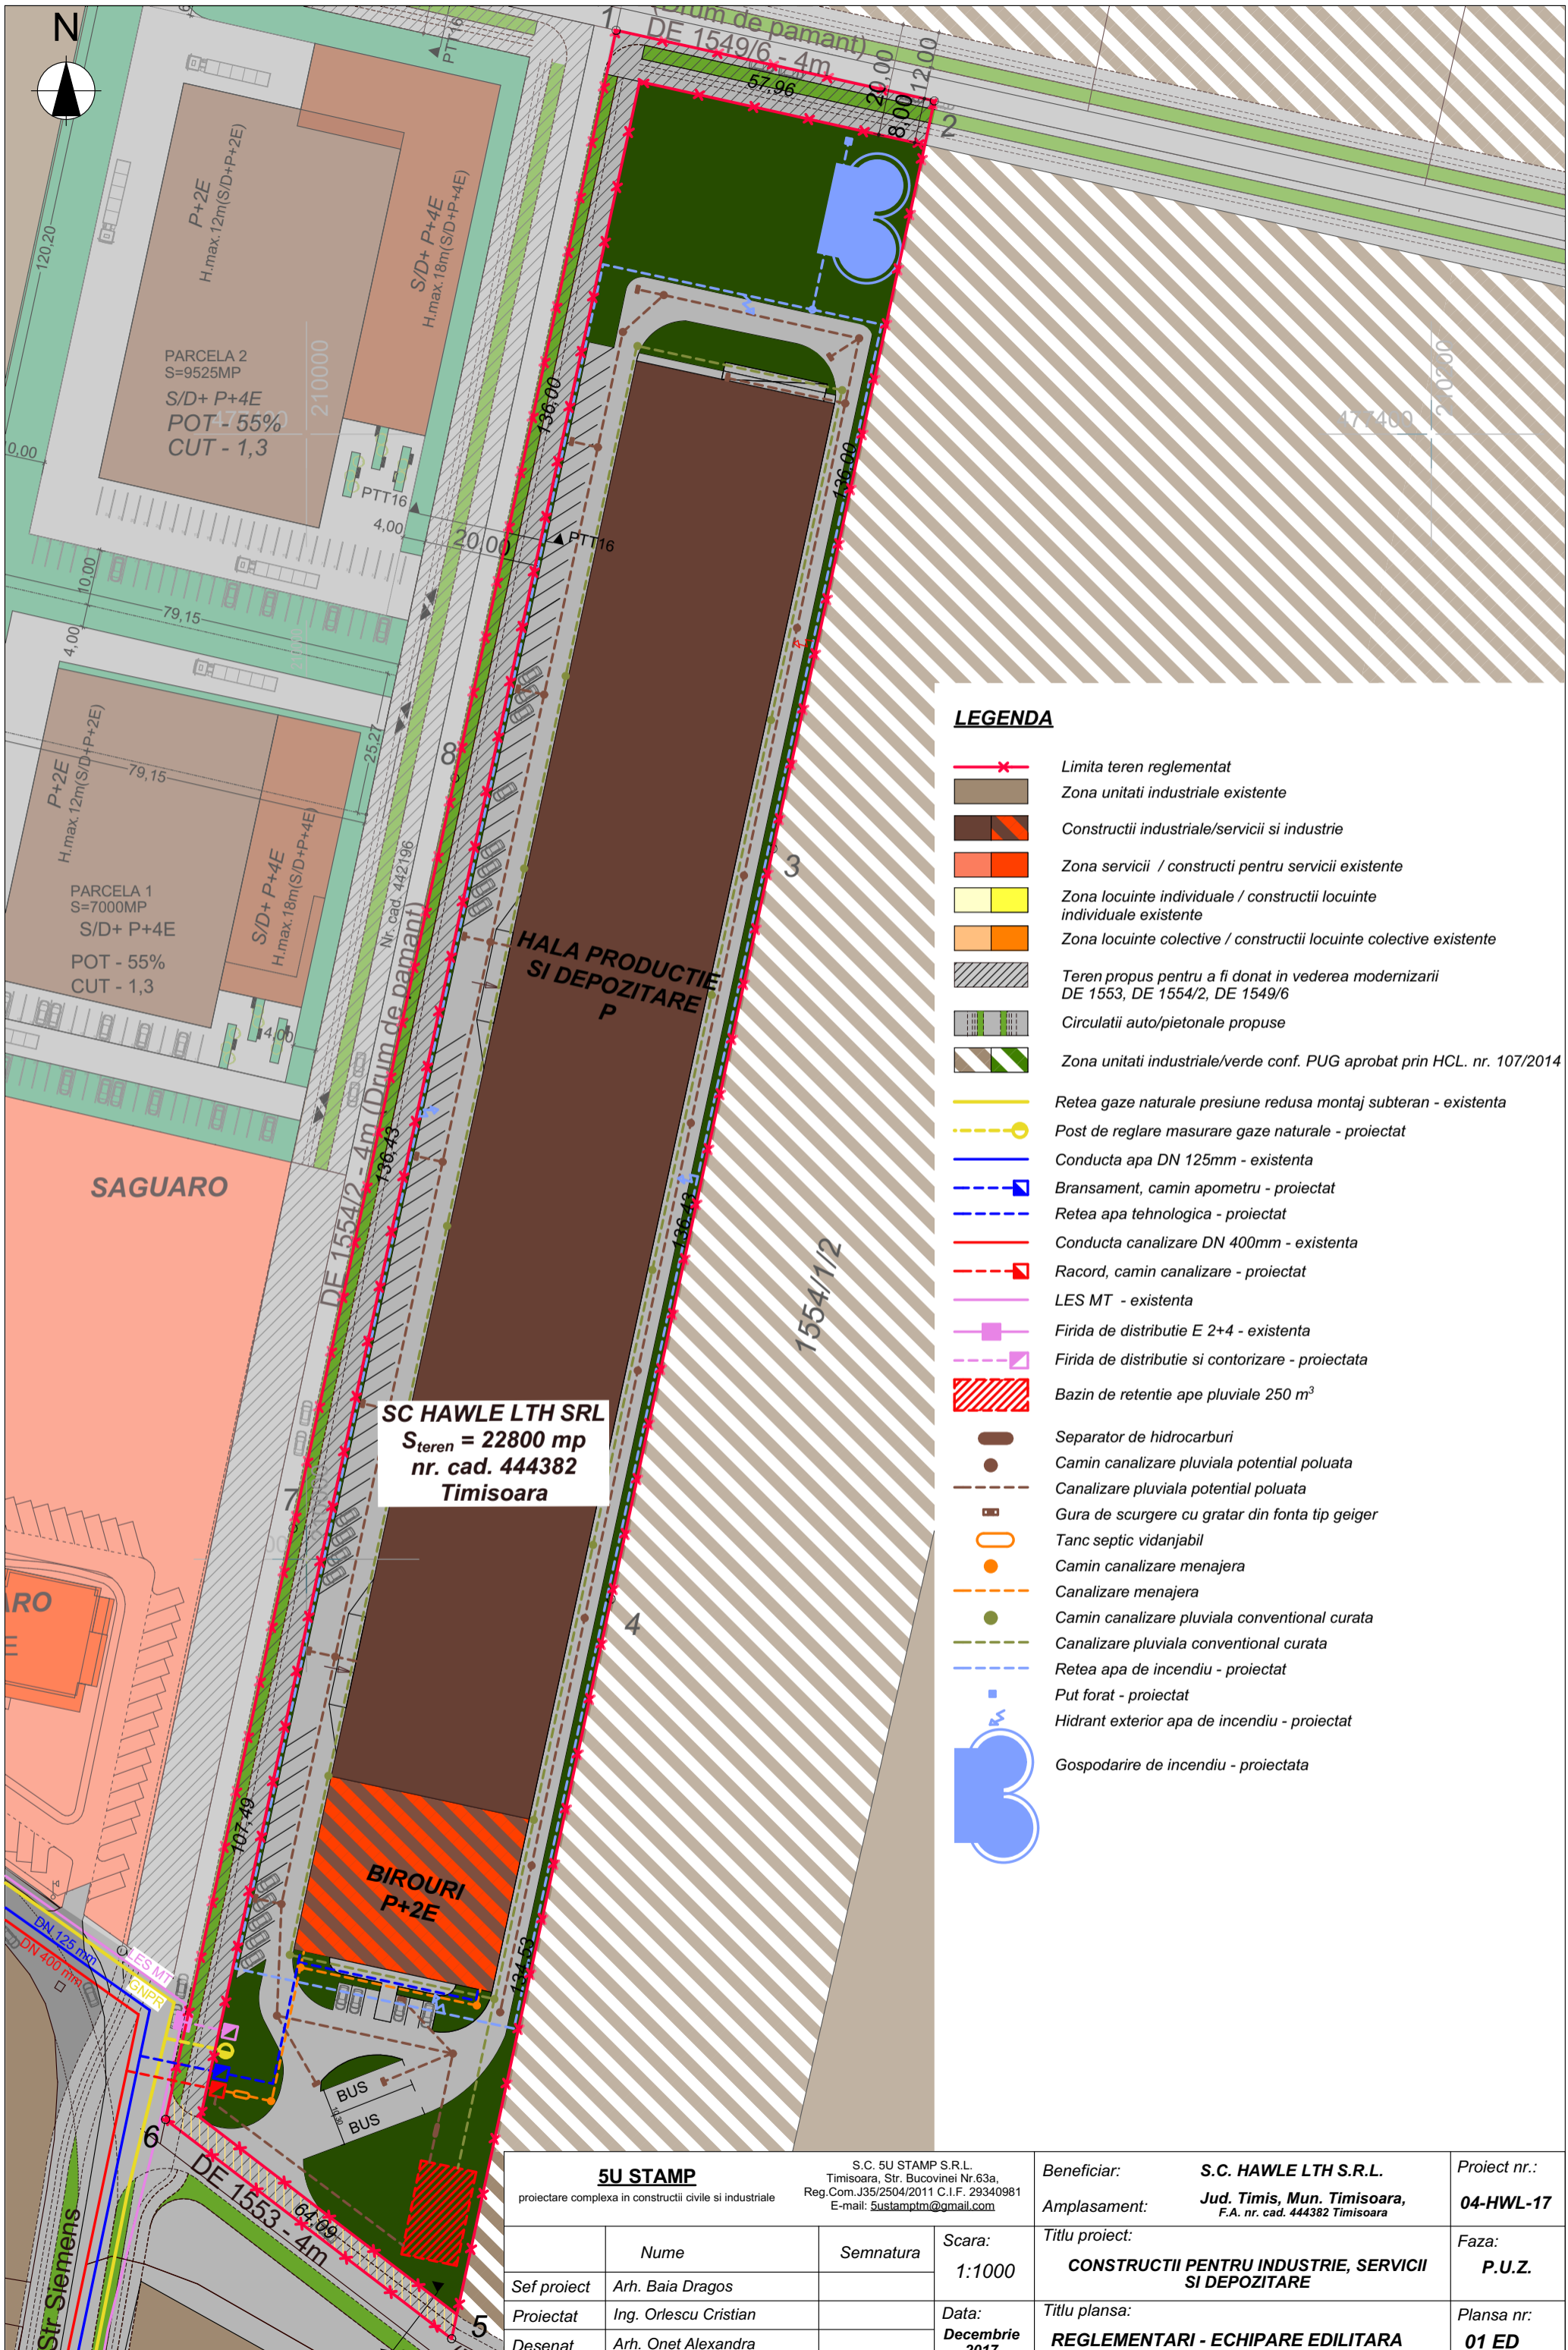 N
1
(Drum de pamant)
DE 1549/6 - 4m
57,96
20,00
12,00
8,00
2
PTT16
120,20
P+2E
H.max.12m(S/D+P+2E)
S/D+ P+4E
H.max.18m(S/D+P+4E)
PARCELA 2
S=9525MP
S/D+ P+4E
POT - 55%
CUT - 1,3
210000
477400
210200
136,00
136,00
PTT16
4,00
20,00
PTT16
10,00
79,15
4,00
P+2E
H.max.12m(S/D+P+2E)
79,15
25,27
8
S/D+ P+4E
H.max.18m(S/D+P+4E)
PARCELA 1
S=7000MP
S/D+ P+4E
POT - 55%
CUT - 1,3
4,00
Nr. cad. 442196
3
HALA PRODUCTIE
SI DEPOZITARE
P
DE 1554/2 - 4m (Drum de pamant)
136,43
136,43
SAGUARO
1554/1/2
SC HAWLE LTH SRL
Steren = 22800 mp
nr. cad. 444382
Timisoara
7
4
107,49
BIROURI
P+2E
134,53
DN 125 mm
DN 400 mm
LES MT
GNPR
BUS
BUS
6
DE 1553 - 4m
64,09
5
Str Siemens
LEGENDA
Limita teren reglementat
Zona unitati industriale existente
Constructii industriale/servicii si industrie
Zona servicii / constructi pentru servicii existente
Zona locuinte individuale / constructii locuinte
individuale existente
Zona locuinte colective / constructii locuinte colective existente
Teren propus pentru a fi donat in vederea modernizarii
DE 1553, DE 1554/2, DE 1549/6
Circulatii auto/pietonale propuse
Zona unitati industriale/verde conf. PUG aprobat prin HCL. nr. 107/2014
Retea gaze naturale presiune redusa montaj subteran - existenta
Post de reglare masurare gaze naturale - proiectat
Conducta apa DN 125mm - existenta
Bransament, camin apometru - proiectat
Retea apa tehnologica - proiectat
Conducta canalizare DN 400mm - existenta
Racord, camin canalizare - proiectat
LES MT - existenta
Firida de distributie E 2+4 - existenta
Firida de distributie si contorizare - proiectata
Bazin de retentie ape pluviale 250 m³
Separator de hidrocarburi
Camin canalizare pluviala potential poluata
Canalizare pluviala potential poluata
Gura de scurgere cu gratar din fonta tip geiger
Tanc septic vidanjabil
Camin canalizare menajera
Canalizare menajera
Camin canalizare pluviala conventional curata
Canalizare pluviala conventional curata
Retea apa de incendiu - proiectat
Put forat - proiectat
Hidrant exterior apa de incendiu - proiectat
Gospodarire de incendiu - proiectata
5U STAMP
proiectare complexa in constructii civile si industriale
S.C. 5U STAMP S.R.L.
Timisoara, Str. Bucovinei Nr.63a,
Reg.Com.J35/2504/2011 C.I.F. 29340981
E-mail: 5ustamptm@gmail.com
Beneficiar: S.C. HAWLE LTH S.R.L.
Amplasament: Jud. Timis, Mun. Timisoara,
F.A. nr. cad. 444382 Timisoara
Proiect nr.:
04-HWL-17
Nume Semnatura
Scara:
1:1000
Titlu proiect:
CONSTRUCTII PENTRU INDUSTRIE, SERVICII
SI DEPOZITARE
Faza:
P.U.Z.
Sef proiect Arh. Baia Dragos
Proiectat Ing. Orlescu Cristian
Desenat Arh. Onet Alexandra
Data:
Decembrie
2017
Titlu plansa:
REGLEMENTARI - ECHIPARE EDILITARA
Plansa nr:
01 ED